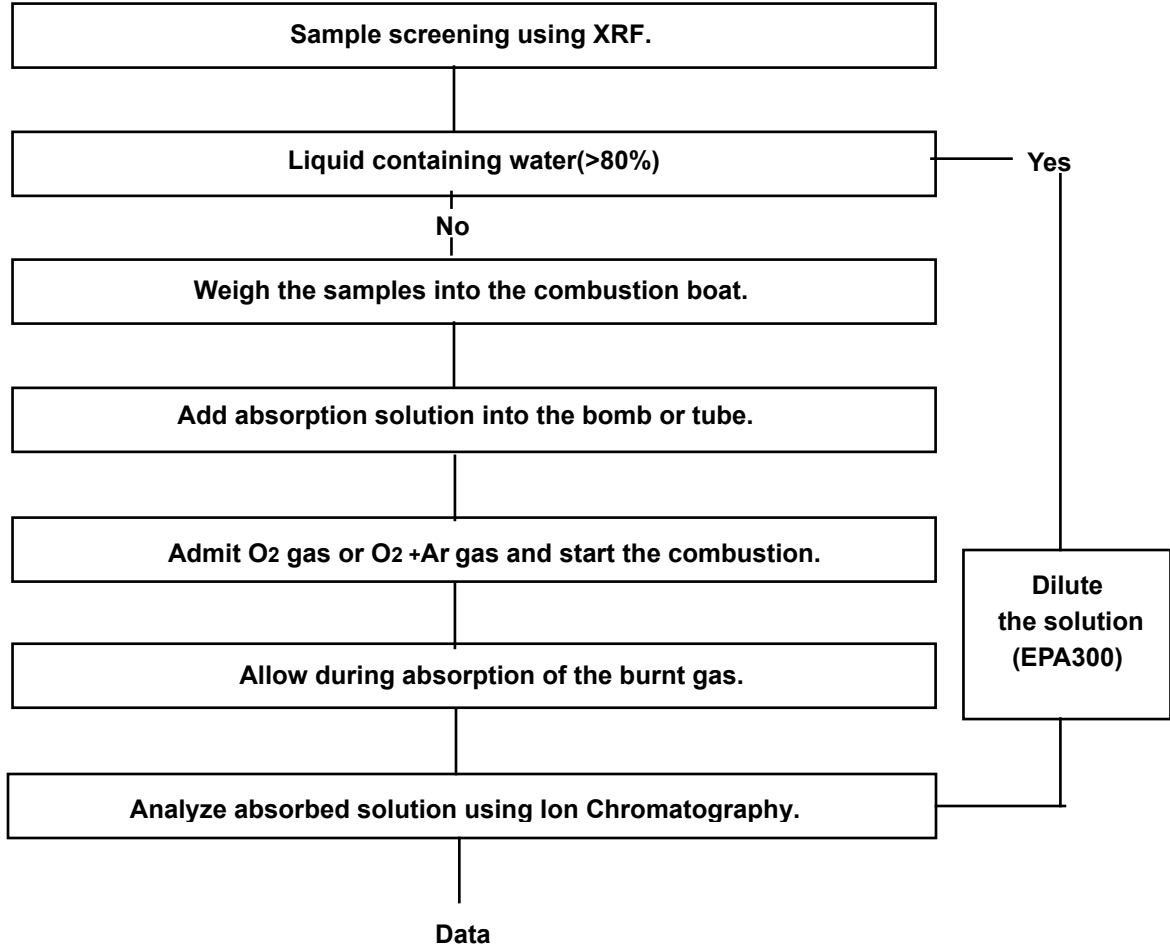 Sample screening using XRF.
Liquid containing water(>80%)
Yes
No
Weigh the samples into the combustion boat.
Add absorption solution into the bomb or tube.
Admit O2 gas or O2 +Ar gas and start the combustion.
Dilute
the solution
(EPA300)
Allow during absorption of the burnt gas.
Analyze absorbed solution using Ion Chromatography.
Data